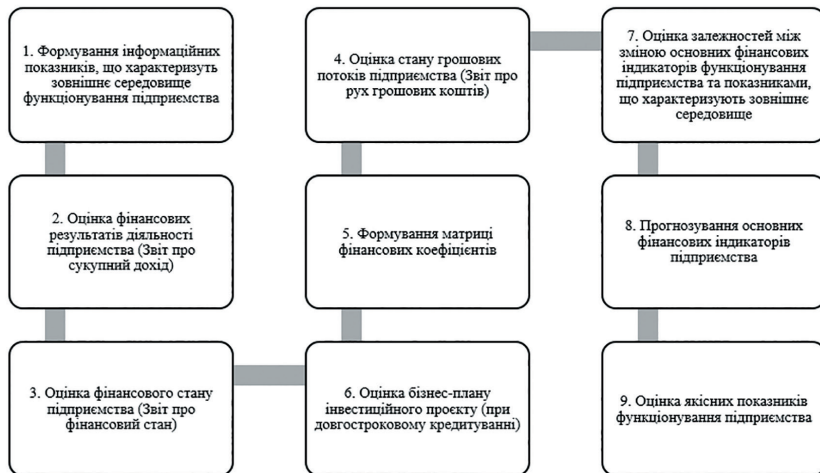 1. Формування інформаційних
показників, що характеризуть
зовнішнє середовище
функціонування підприємства
2. Оцінка фінансових
результатів діяльності
підприємства (Звіт про
сукупний дохід)
3. Оцінка фінансового стану
підприємства (Звіт про
фінансовий стан)
4. Оцінка стану грошових
потоків підприємства (Звіт про
рух грошових коштів)
5. Формування матриці
фінансових коефіцієнтів
6. Оцінка бізнес-плану
інвестиційного проєкту (при
довгостроковому кредитуванні)
7. Оцінка залежностей між
зміною основних фінансових
індикаторів функціонування
підприємства та показниками,
що характеризують зовнішнє
середовище
8. Прогнозування основних
фінансових індикаторів
підприємства
9. Оцінка якісних показників
функціонування підприємства